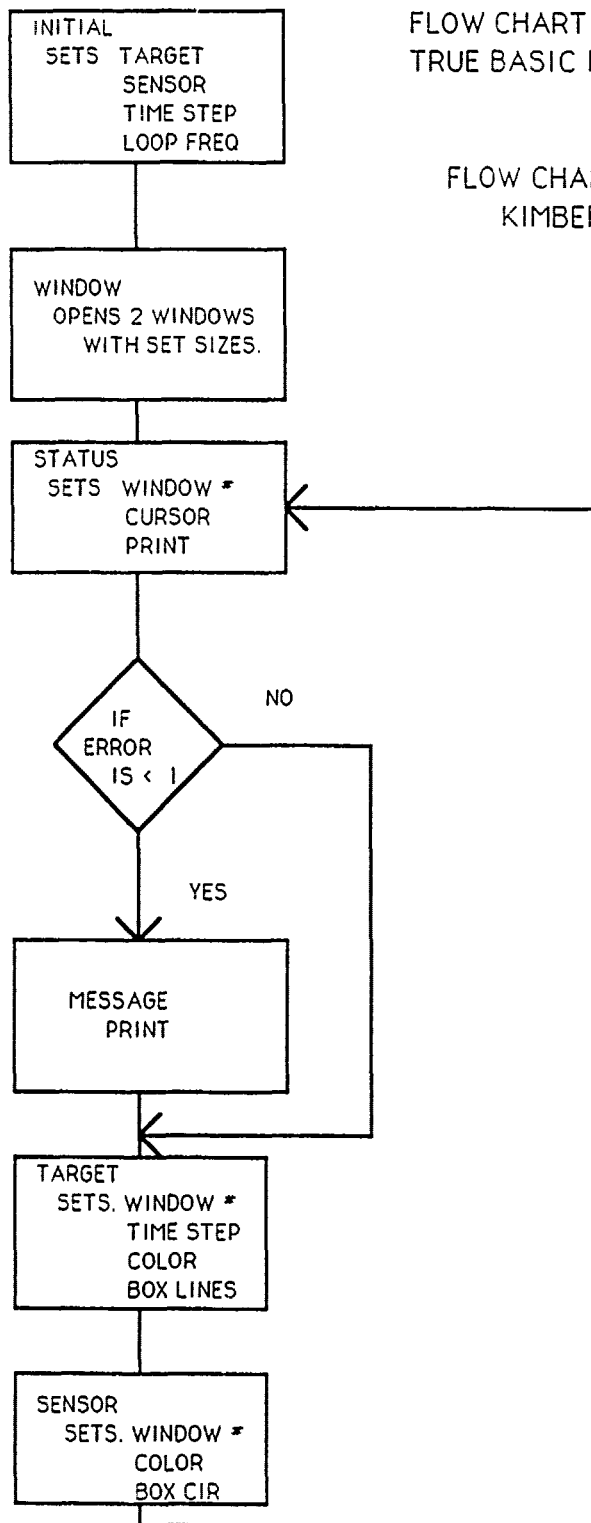 INITIAL
SETS TARGET
SENSOR
TIME STEP
LOOP FREQ
FLOW CHART
TRUE BASIC
FLOW
WINDOW
OPENS 2 WINDOWS
WITH SET SIZES.
STATUS
SETS WINDOW #
CURSOR
PRINT
IF
ERROR
IS < 1
NO
YES
MESSAGE
PRINT
TARGET
SETS. WINDOW #
TIME STEP
COLOR
BOX LINES
SENSOR
SETS. WINDOW #
COLOR
BOX CIR